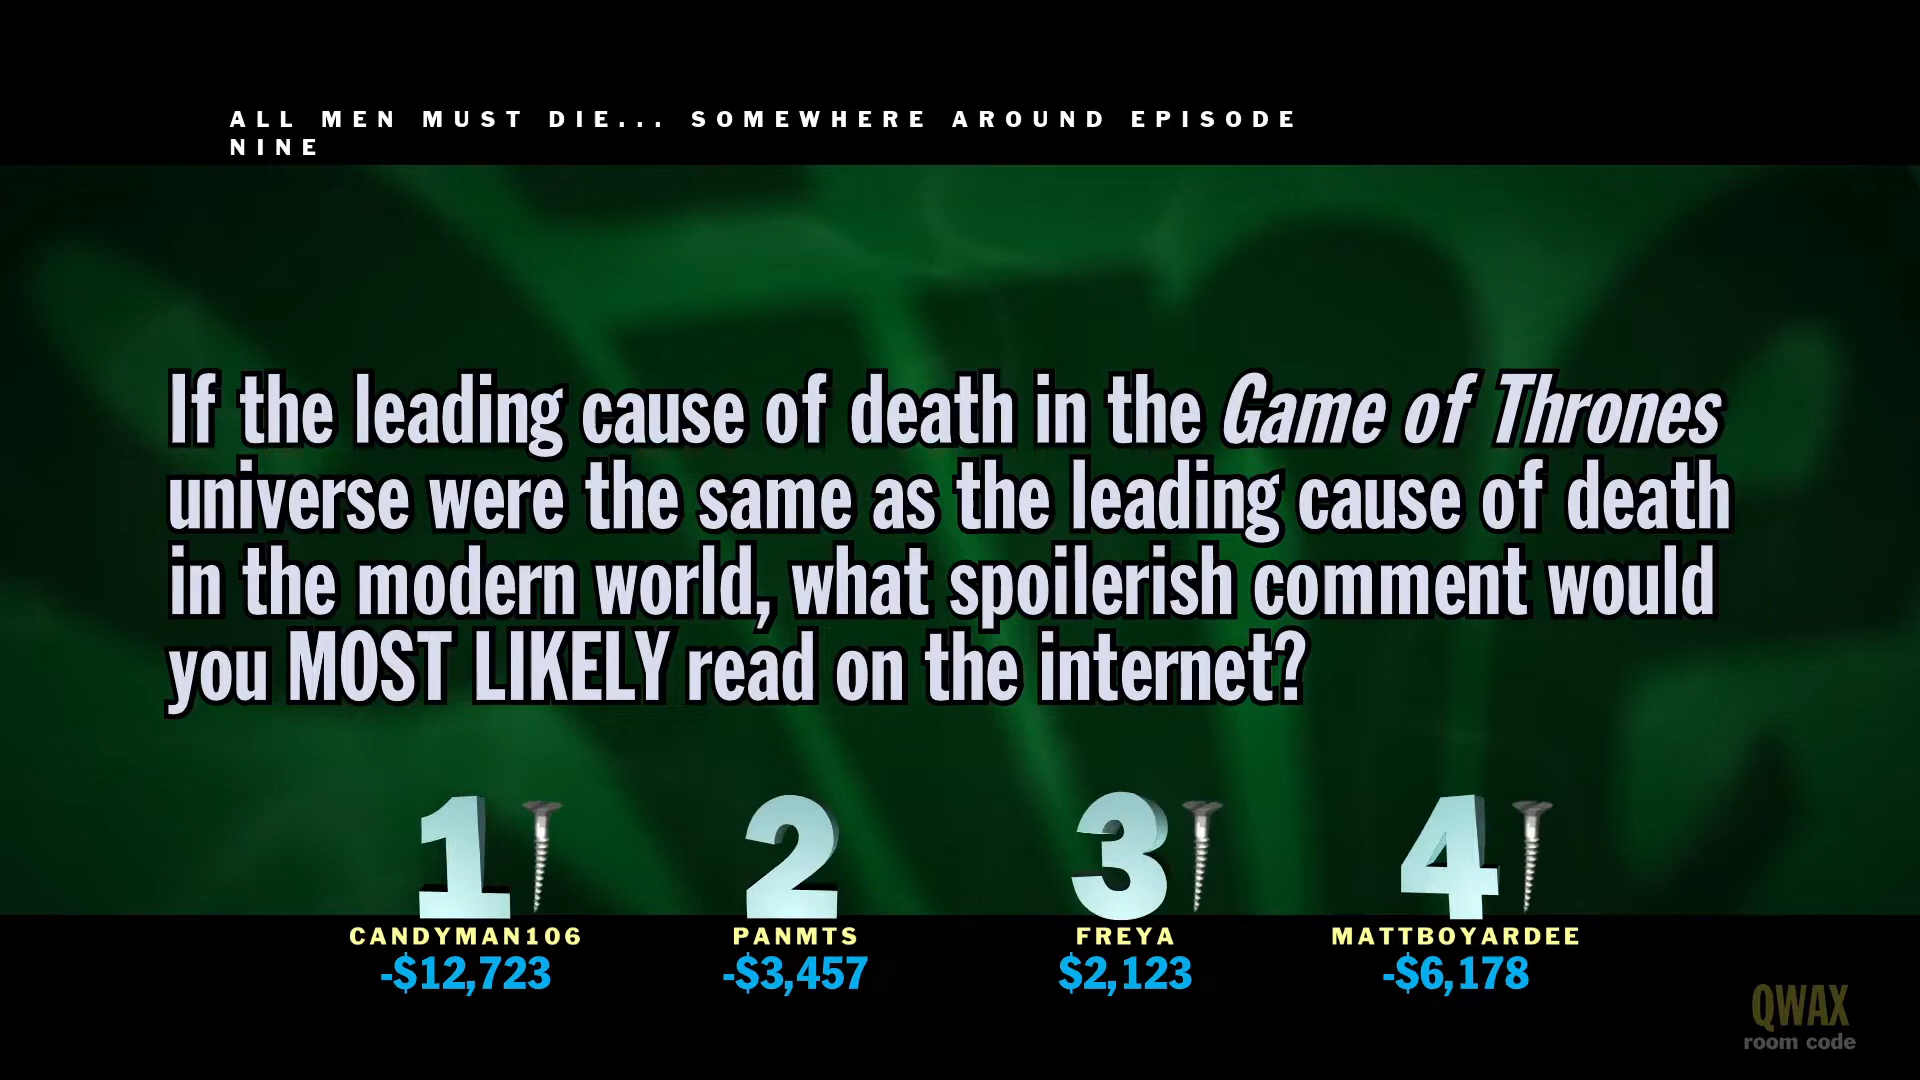 ALL MEN MUST DIE... SOMEWHERE AROUND EPISODE
NINE
If the leading cause of death in the Game of Thrones
universe were the same as the leading cause of death
in the modern world, what spoilerish comment would
you MOST LIKELY read on the internet?
1 2 3 4
CANDYMAN106 PANMTS FREYA MATTBOYARDEE
-$12,723 -$3,457 $2,123 -$6,178
QWAX
room code